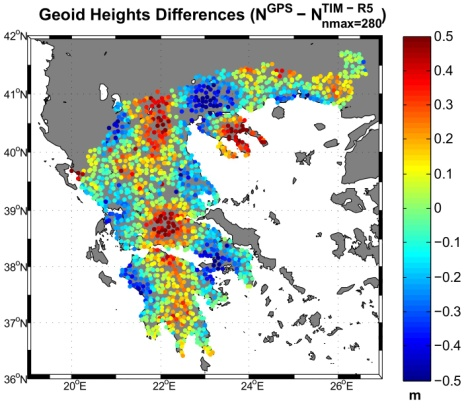 Geoid Heights Differences (N^GPS − N^TIM − R5_nmax=280)
42°N
41°N
40°N
39°N
38°N
37°N
36°N
20°E 22°E 24°E 26°E
0.5
0.4
0.3
0.2
0.1
0
−0.1
−0.2
−0.3
−0.4
−0.5
m